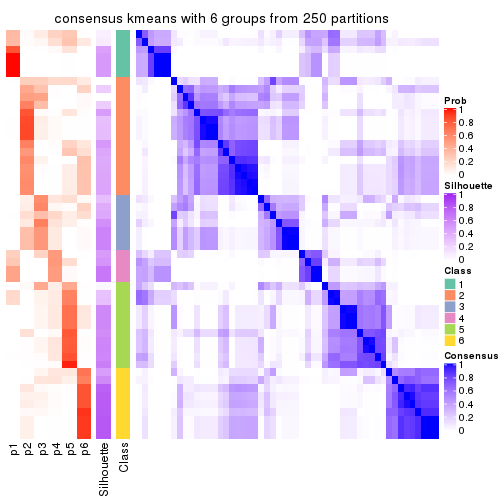 consensus kmeans with 6 groups from 250 partitions
Prob
1
0.8
0.6
0.4
0.2
0
Silhouette
1
0.8
0.6
0.4
0.2
0
Class
1
2
3
4
5
6
Consensus
1
0.8
0.6
0.4
0.2
0
p1
p2
p3
p4
p5
p6
Silhouette
Class